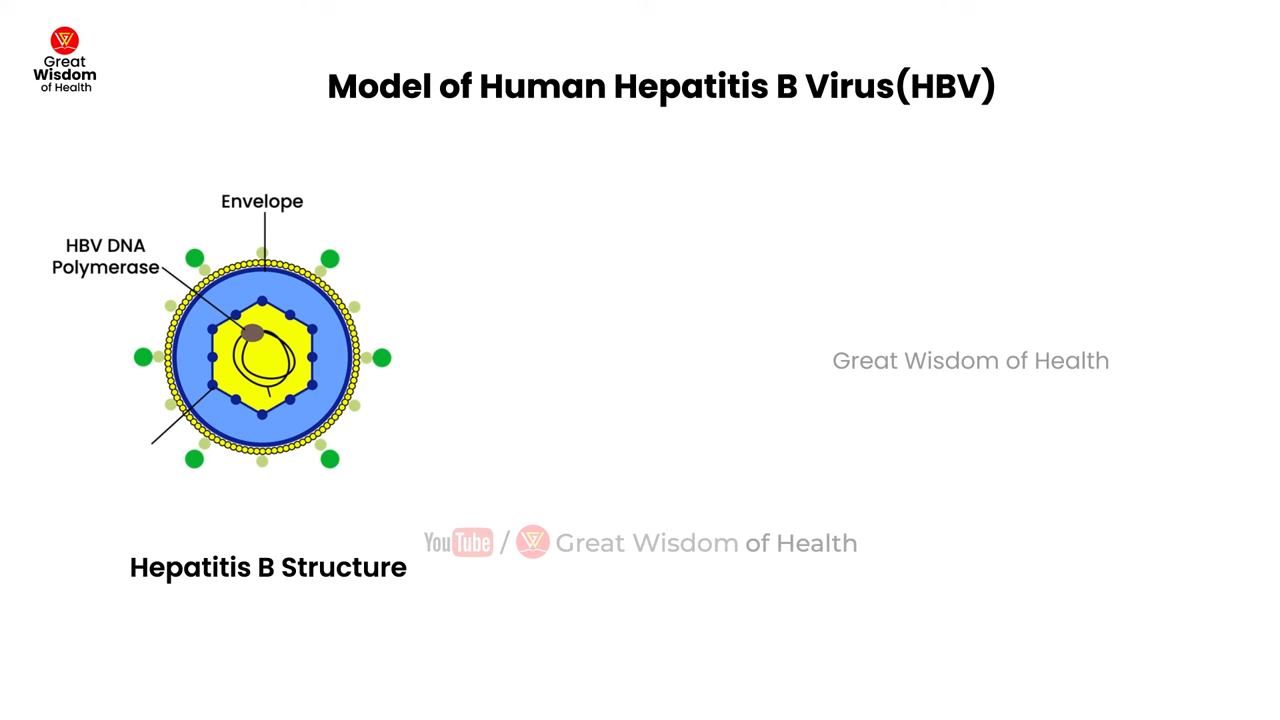 Great
Wisdom
of Health
Model of Human Hepatitis B Virus(HBV)
Envelope
HBV DNA
Polymerase
Great Wisdom of Health
YouTube / Great Wisdom of Health
Hepatitis B Structure